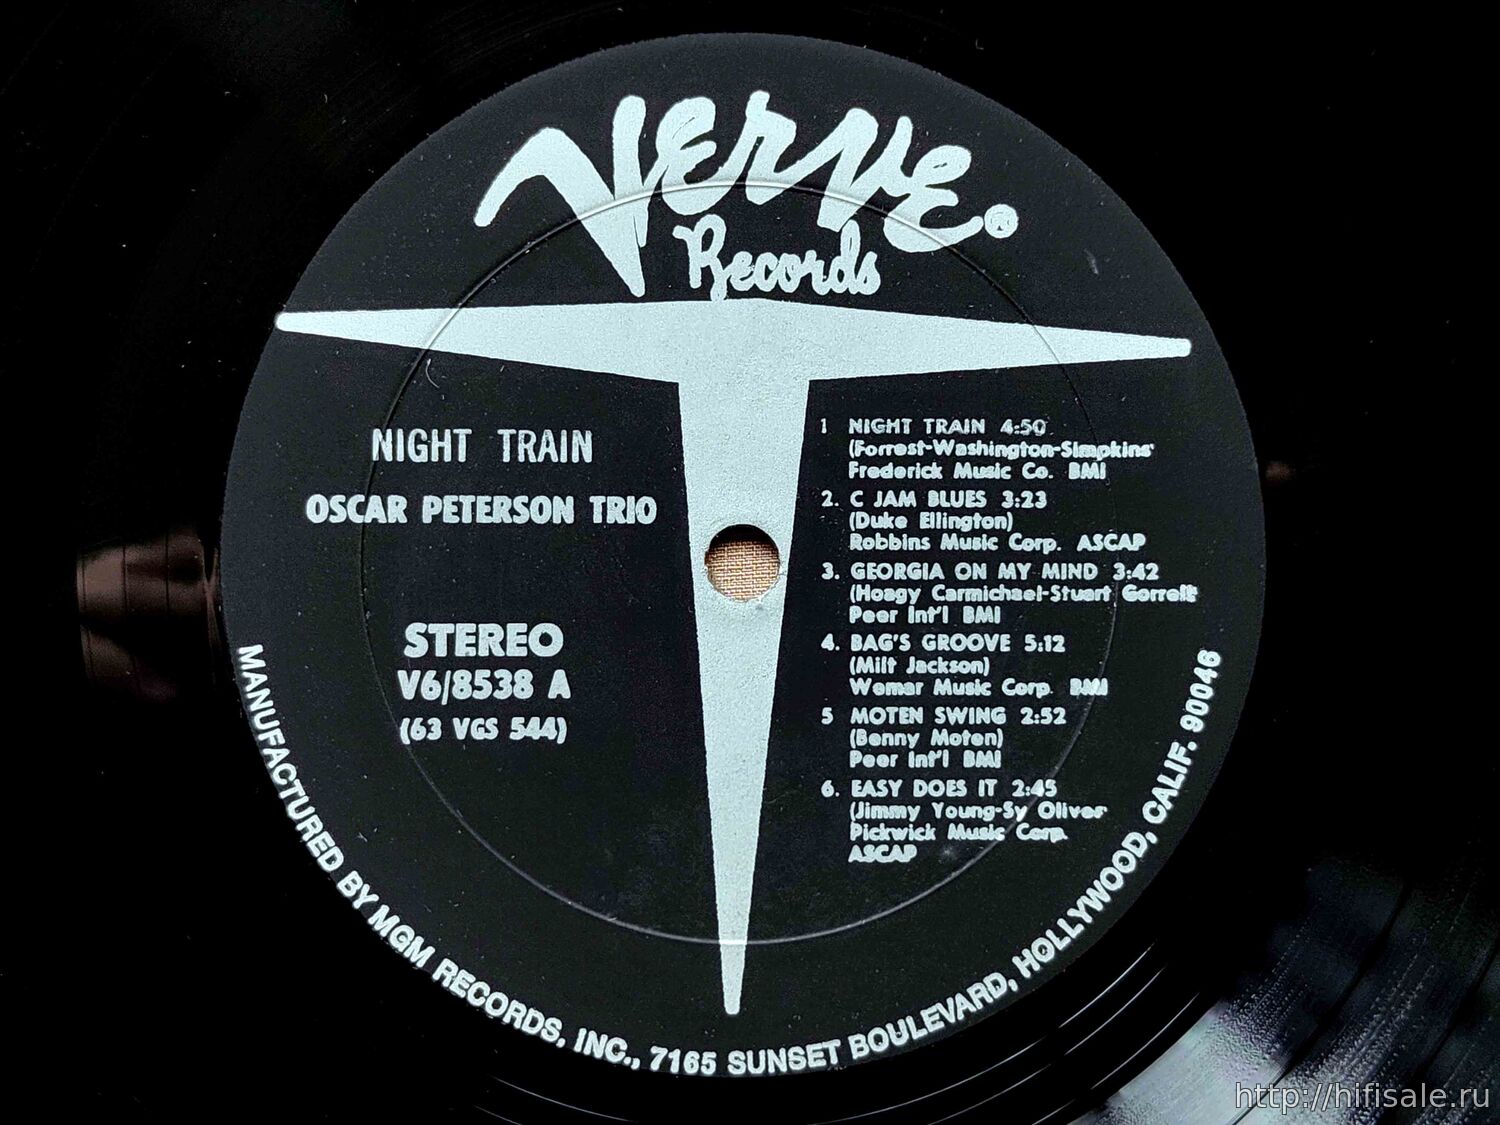 Verve®
Records
NIGHT TRAIN
OSCAR PETERSON TRIO
STEREO
V6/8538 A
(63 VGS 544)
1 NIGHT TRAIN 4:50
(Forrest-Washington-Simpkins
Frederick Music Co. BMI
2. C JAM BLUES 3:23
(Duke Ellington)
Robbins Music Corp. ASCAP
3. GEORGIA ON MY MIND 3:42
(Hoagy Carmichael-Stuart Gorrell
Peer Int'l BMI
4. BAG'S GROOVE 5:12
(Milt Jackson)
Wemar Music Corp. BMI
5 MOTEN SWING 2:52
(Benny Moten)
Peer Int'l BMI
6. EASY DOES IT 2:45
(Jimmy Young-Sy Oliver
Pickwick Music Corp.
ASCAP
MANUFACTURED BY MGM RECORDS, INC., 7165 SUNSET BOULEVARD, HOLLYWOOD, CALIF. 90046
http://hifisale.ru